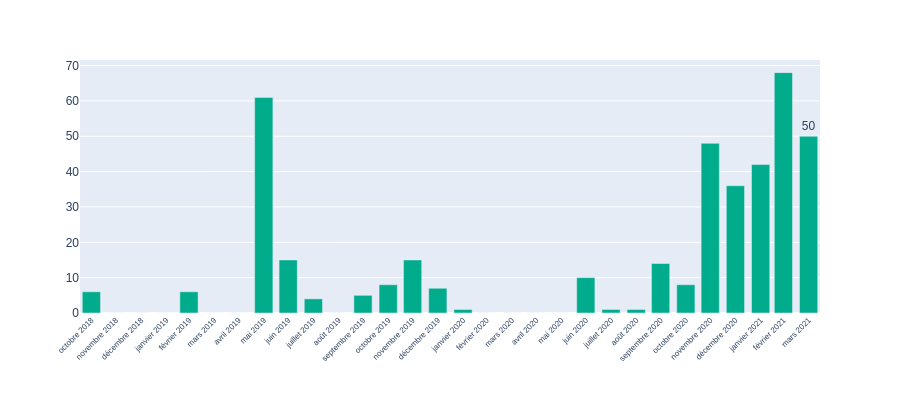 70
60
50
40
30
20
10
0
50
octobre 2018
novembre 2018
décembre 2018
janvier 2019
février 2019
mars 2019
avril 2019
mai 2019
juin 2019
juillet 2019
août 2019
septembre 2019
octobre 2019
novembre 2019
décembre 2019
janvier 2020
février 2020
mars 2020
avril 2020
mai 2020
juin 2020
juillet 2020
août 2020
septembre 2020
octobre 2020
novembre 2020
décembre 2020
janvier 2021
février 2021
mars 2021